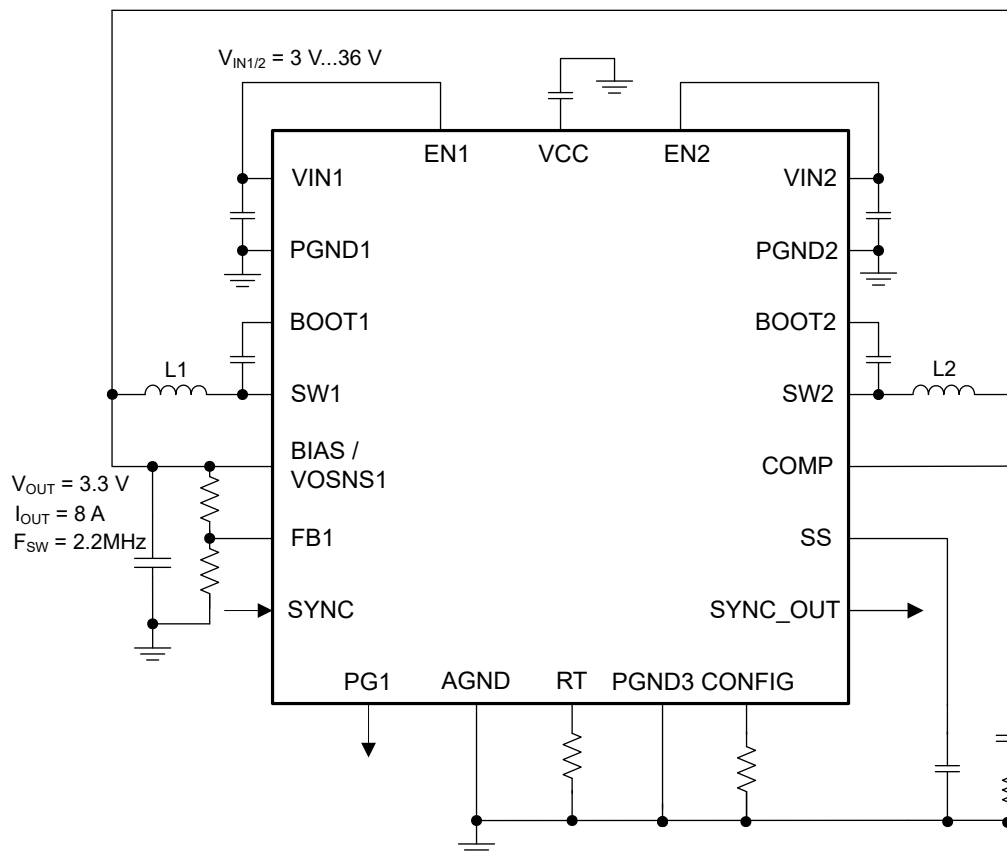 V_IN1/2 = 3 V...36 V
EN1
VCC
EN2
VIN1
VIN2
PGND1
PGND2
BOOT1
BOOT2
L1
L2
SW1
SW2
BIAS /
VOSNS1
COMP
V_OUT = 3.3 V
I_OUT = 8 A
F_SW = 2.2MHz
FB1
SS
SYNC
SYNC_OUT
PG1
AGND
RT
PGND3
CONFIG